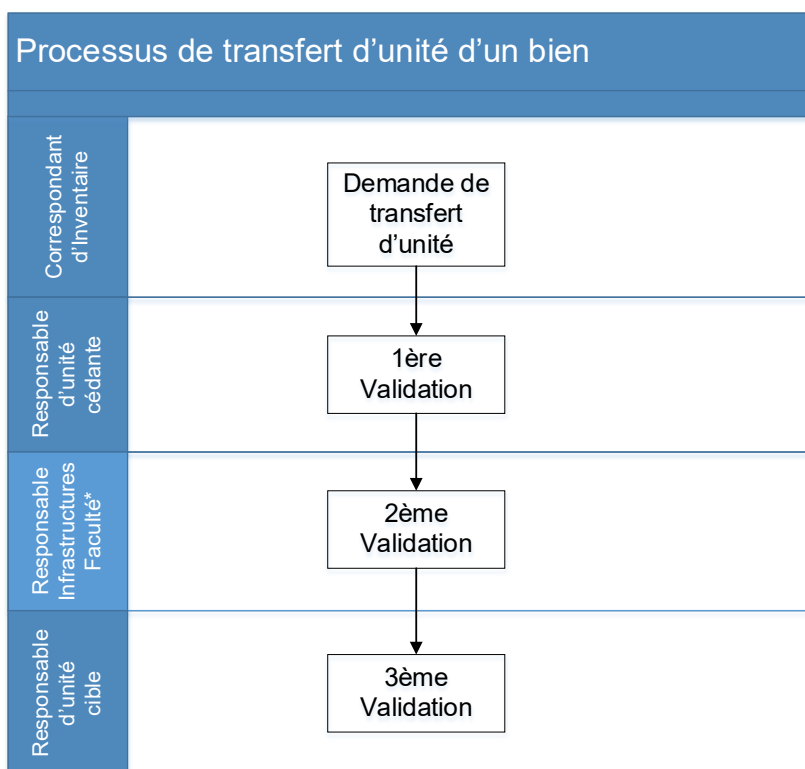 Processus de transfert d’unité d’un bien
Correspondant
d’Inventaire
Demande de
transfert
d’unité
Responsable
d’unité
cédante
1ère
Validation
Responsable
Infrastructures
Faculté*
2ème
Validation
Responsable
d’unité
cible
3ème
Validation